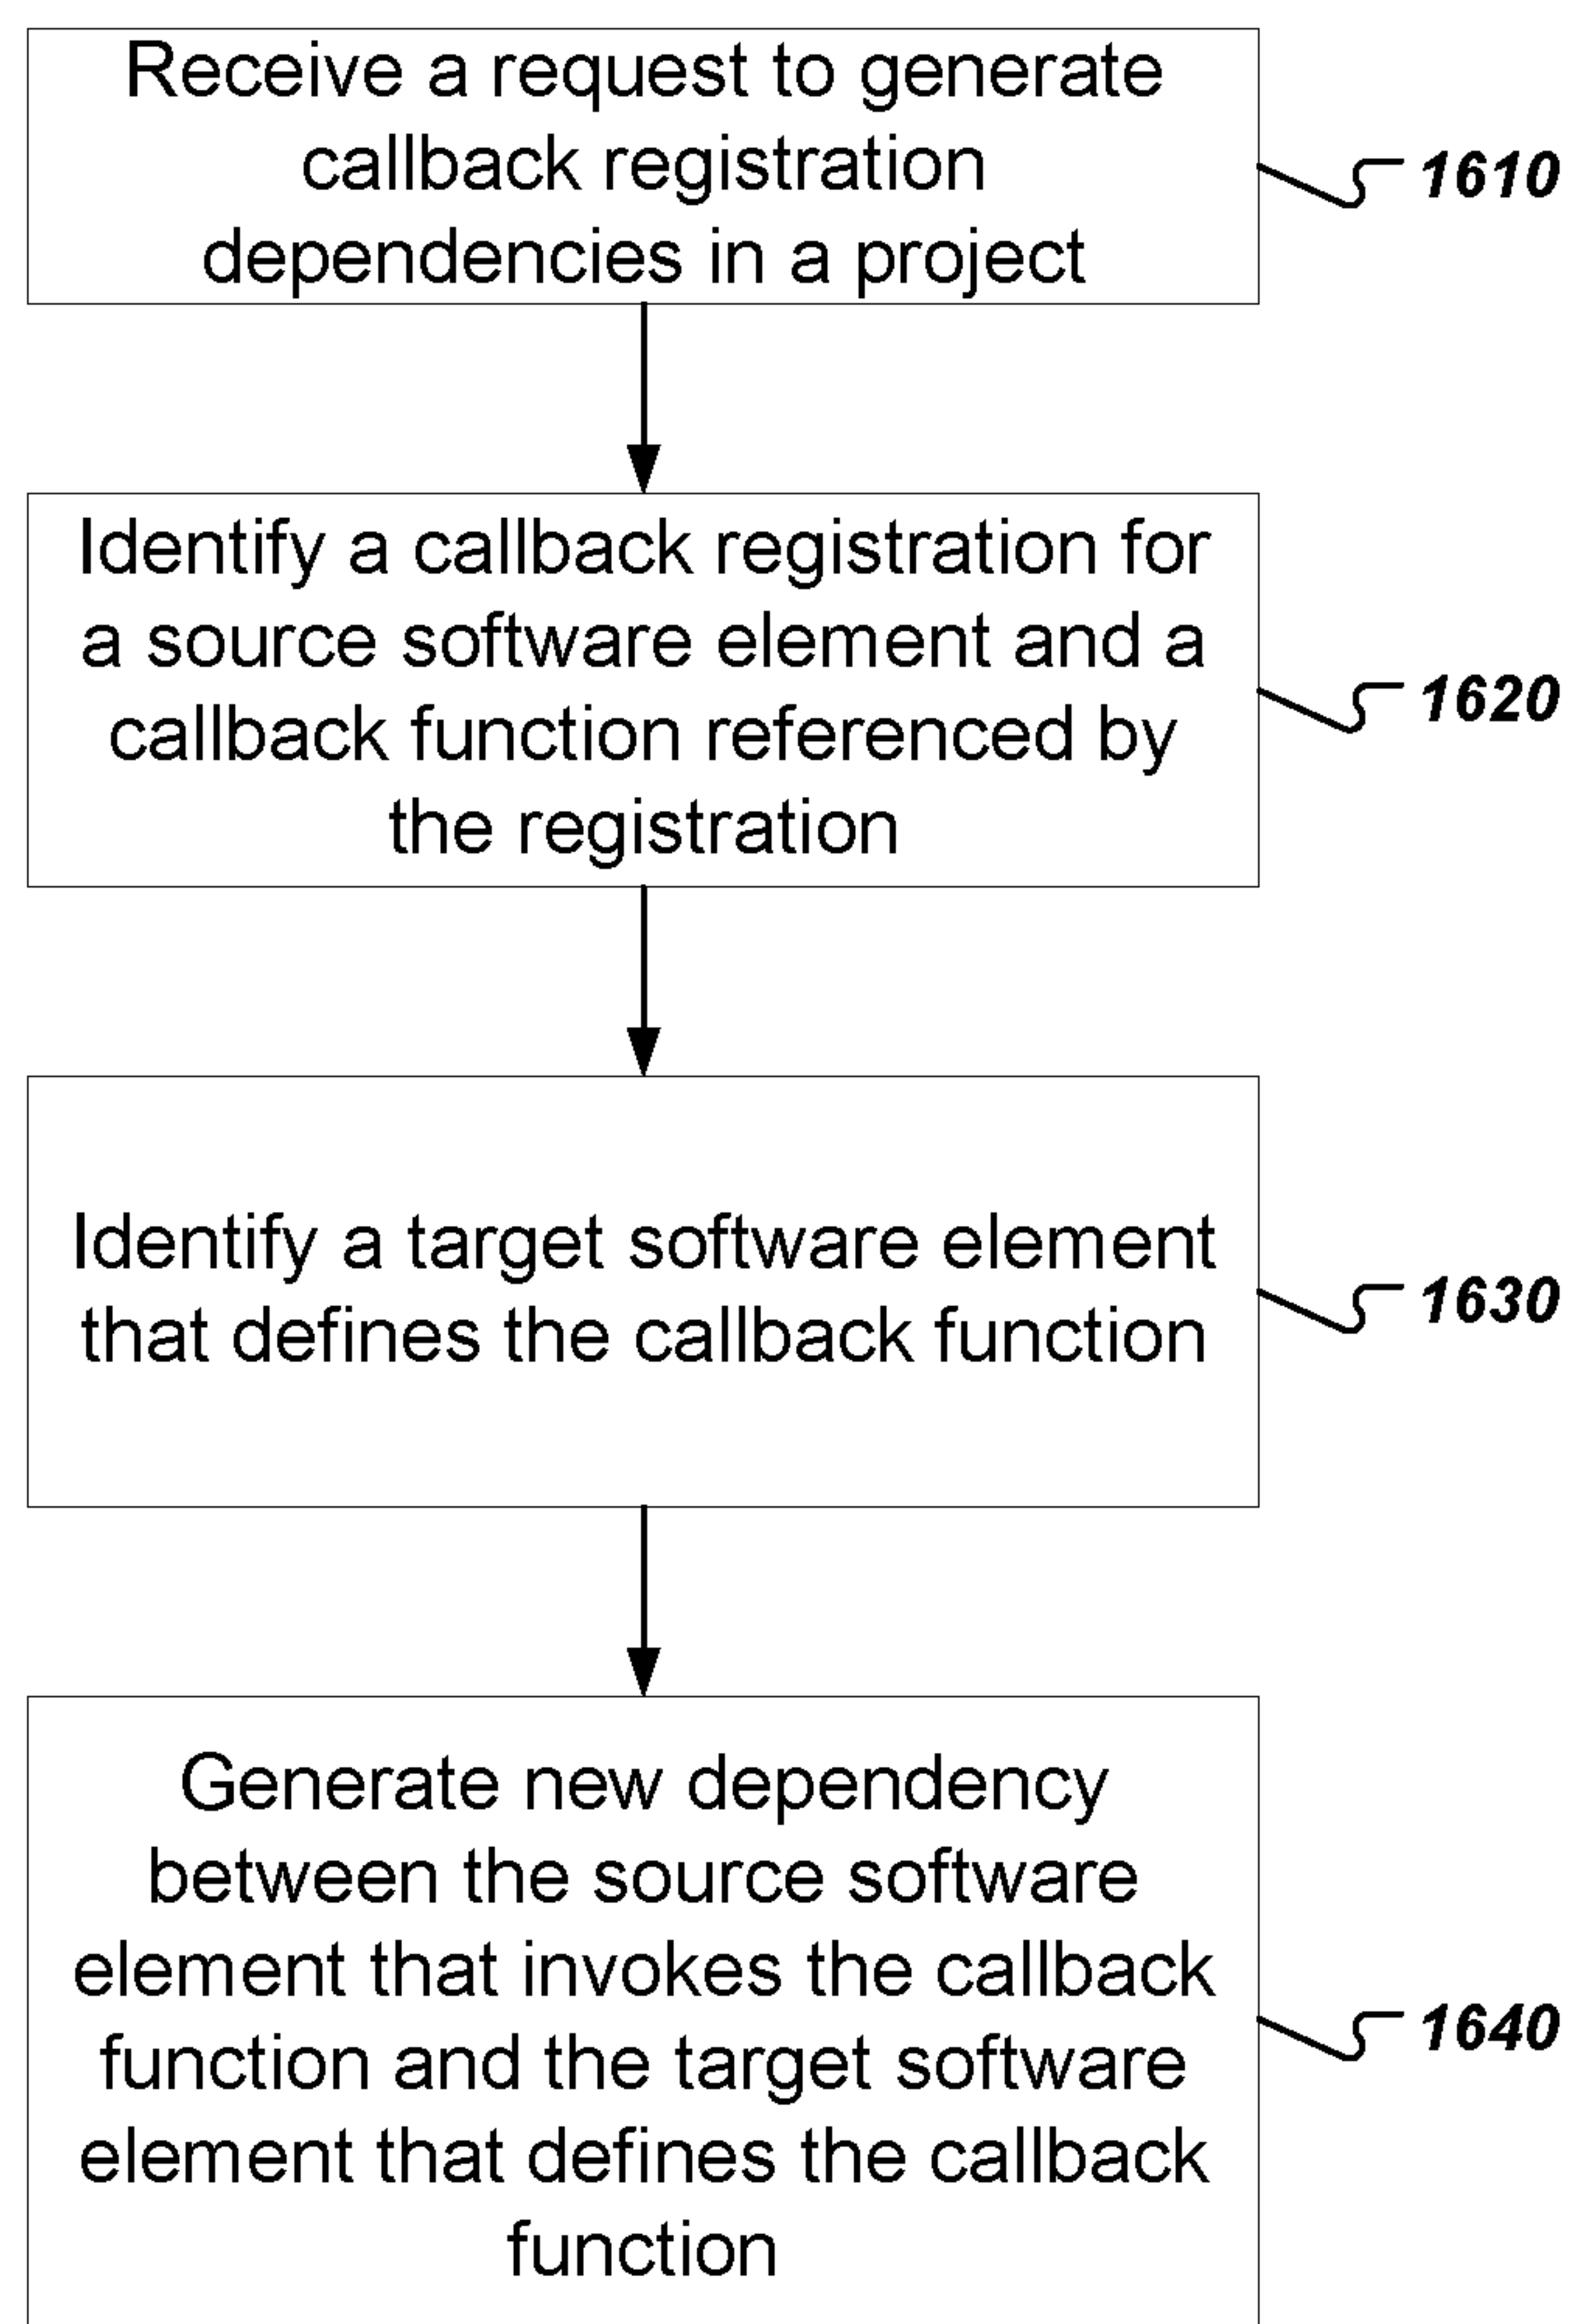 Receive a request to generate
callback registration
dependencies in a project
1610
Identify a callback registration for
a source software element and a
callback function referenced by
the registration
1620
Identify a target software element
that defines the callback function
1630
Generate new dependency
between the source software
element that invokes the callback
function and the target software
element that defines the callback
function
1640